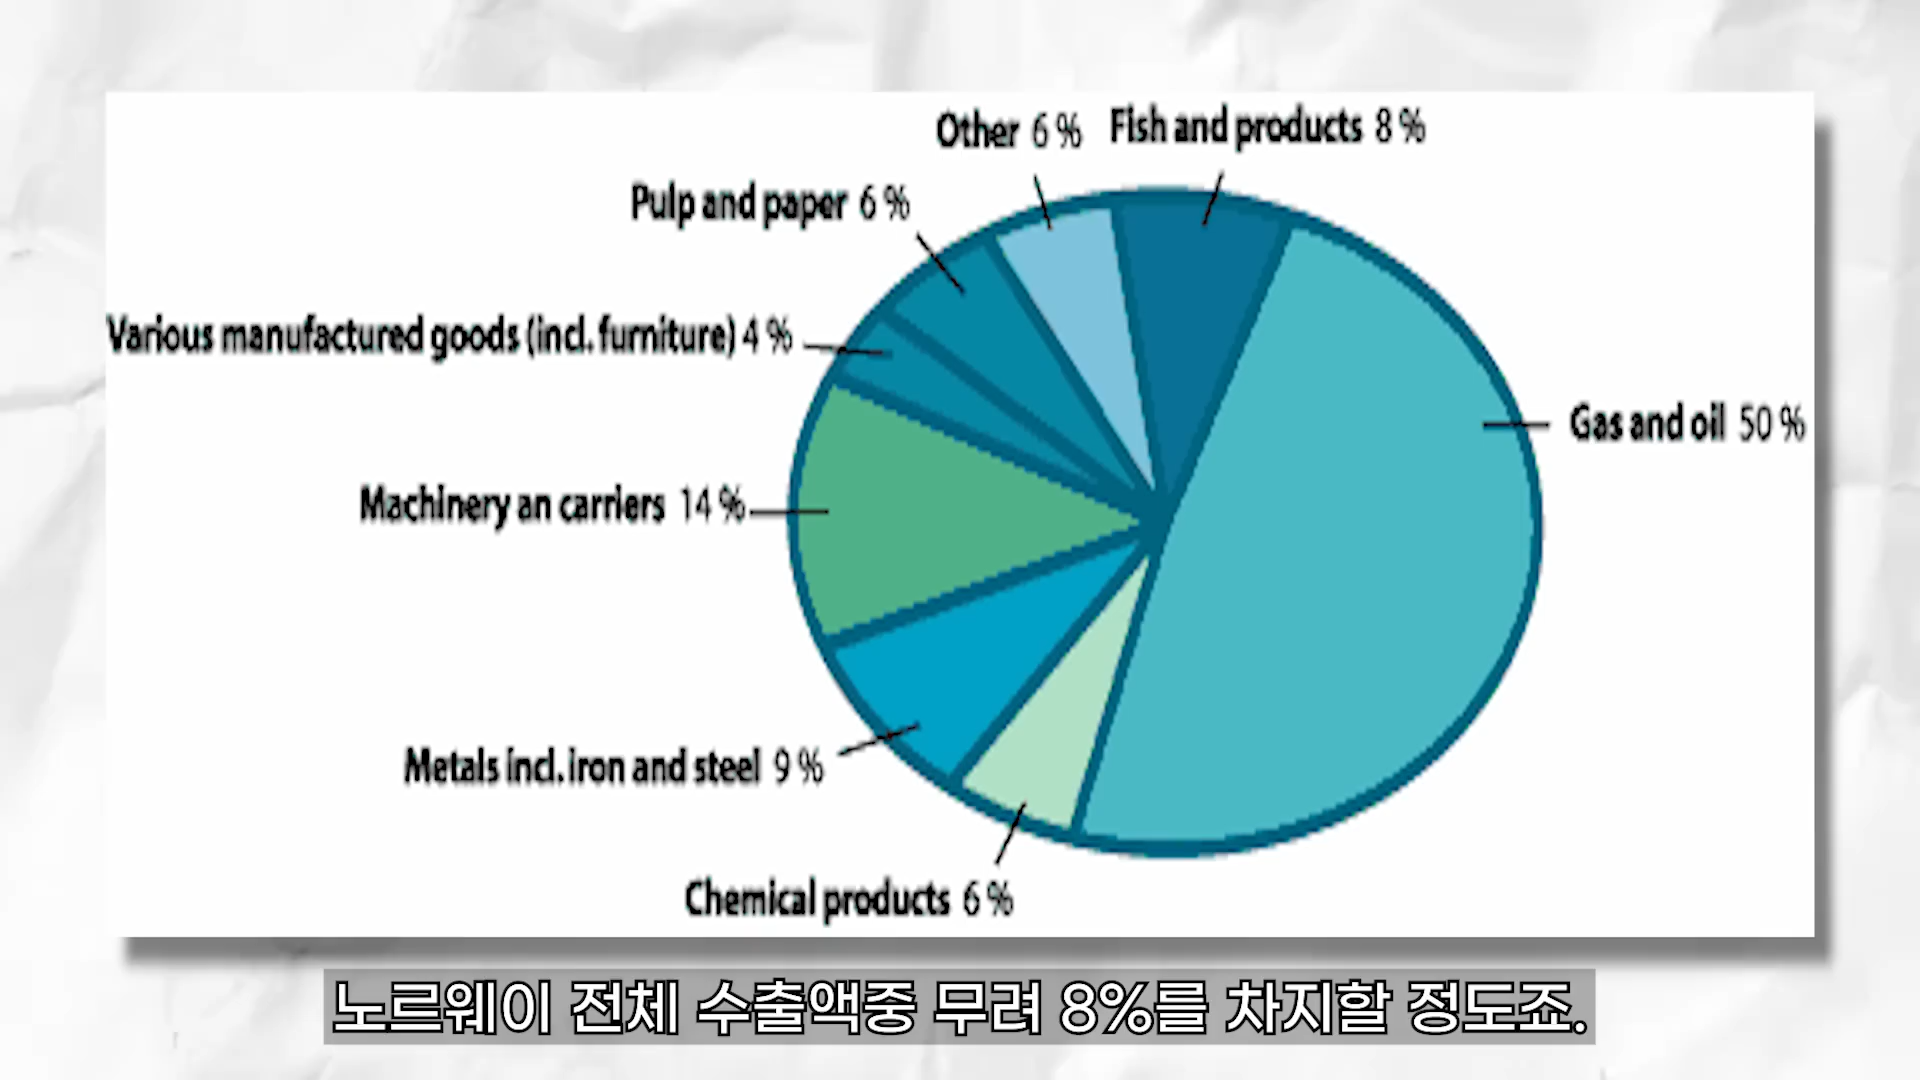 Other 6 %
Fish and products 8 %
Pulp and paper 6 %
Various manufactured goods (incl. furniture) 4 %
Gas and oil 50 %
Machinery an carriers 14 %
Metals incl. iron and steel 9 %
Chemical products 6 %
노르웨이 전체 수출액중 무려 8%를 차지할 정도죠.